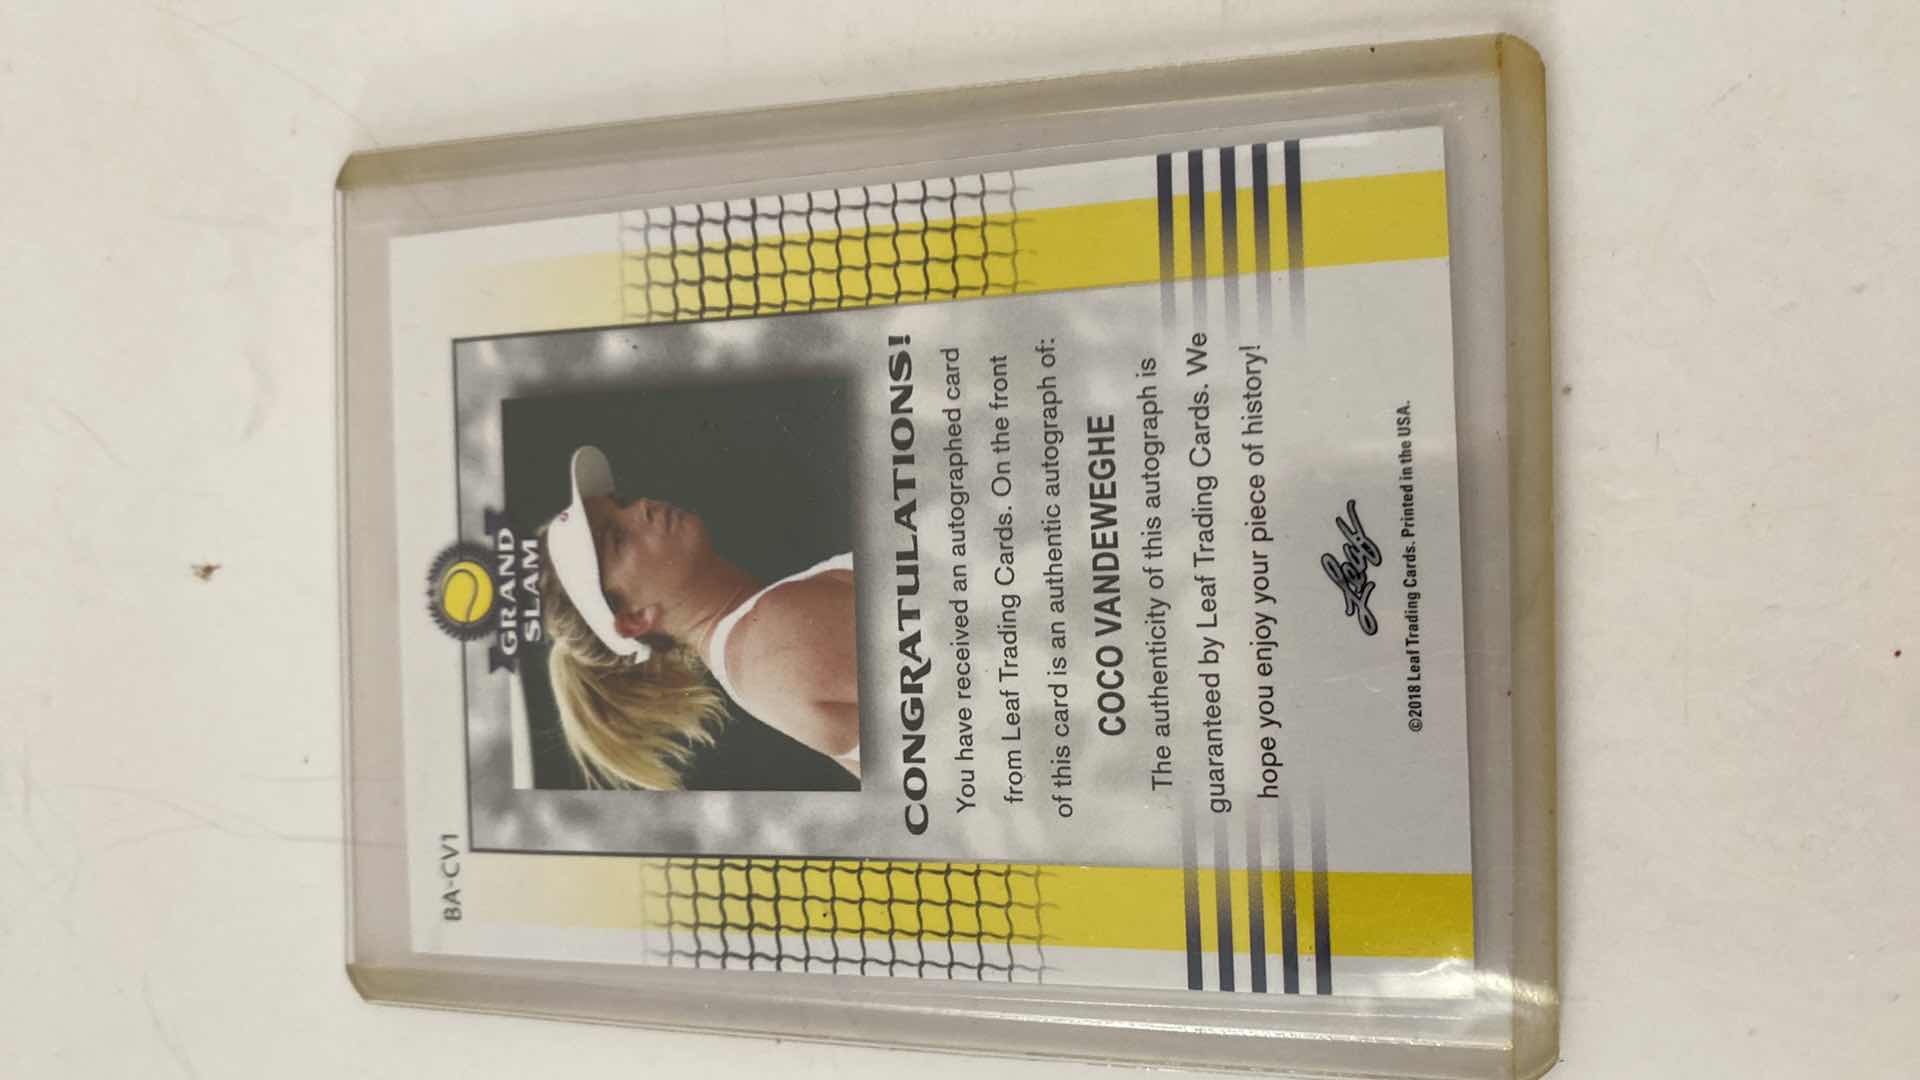 BA-CV1
GRAND
SLAM
CONGRATULATIONS!
You have received an autographed card
from Leaf Trading Cards. On the front
of this card is an authentic autograph of:
COCO VANDEWEGHE
The authenticity of this autograph is
guaranteed by Leaf Trading Cards. We
hope you enjoy your piece of history!
Leaf
©2018 Leaf Trading Cards. Printed in the USA.